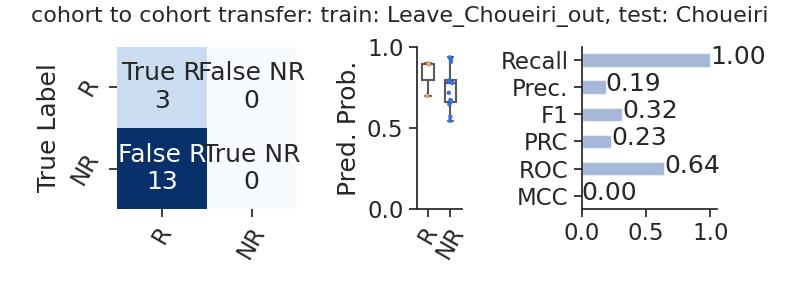 cohort to cohort transfer: train: Leave_Choueiri_out, test: Choueiri
True Label
R
NR
True R
3
False NR
0
False R
13
True NR
0
R
NR
Pred. Prob.
1.0
0.5
0.0
R
NR
Recall 1.00
Prec. 0.19
F1 0.32
PRC 0.23
ROC 0.64
MCC 0.00
0.0 0.5 1.0